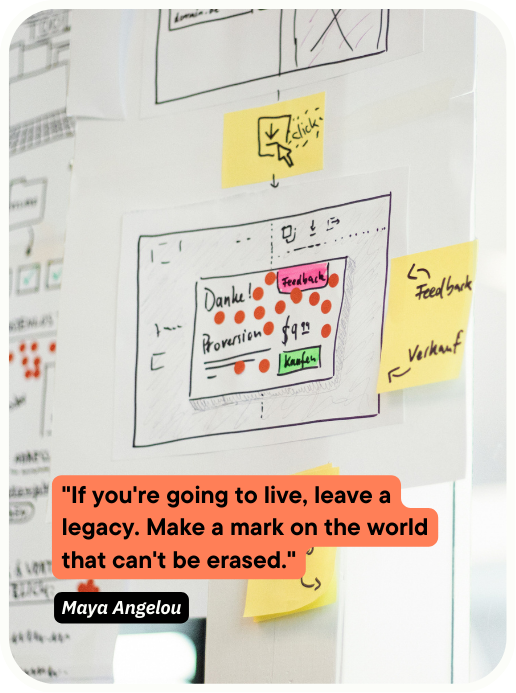 click
Feedback
Danke!
Proversion
$9.99
Kaufen
Feedback
Verkauf
"If you're going to live, leave a
legacy. Make a mark on the world
that can't be erased."
Maya Angelou